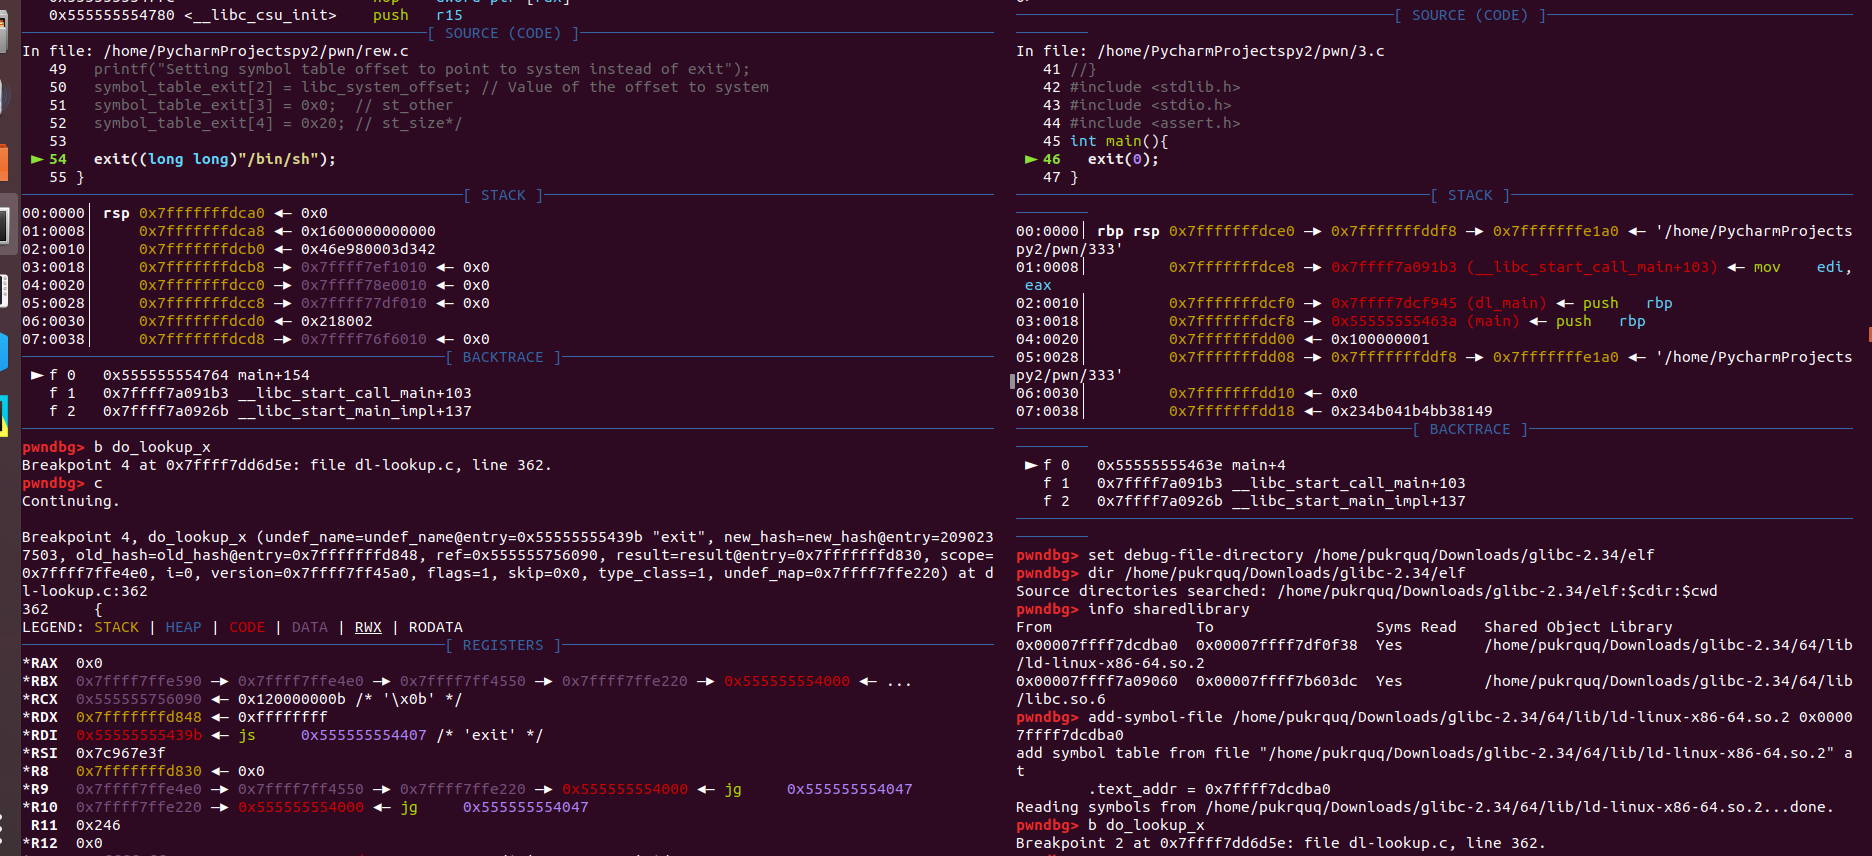 0x555555554780 <__libc_csu_init>    push   r15
[ SOURCE (CODE) ]
In file: /home/PycharmProjectspy2/pwn/rew.c
49   printf("Setting symbol table offset to point to system instead of exit");
50   symbol_table_exit[2] = libc_system_offset; // Value of the offset to system
51   symbol_table_exit[3] = 0x0;  // st_other
52   symbol_table_exit[4] = 0x20; // st_size*/
53
► 54   exit((long long)"/bin/sh");
55 }
[ STACK ]
00:0000│ rsp 0x7fffffffdca0 ◄— 0x0
01:0008│     0x7fffffffdca8 ◄— 0x1600000000000
02:0010│     0x7fffffffdcb0 ◄— 0x46e980003d342
03:0018│     0x7fffffffdcb8 —► 0x7ffff7ef1010 ◄— 0x0
04:0020│     0x7fffffffdcc0 —► 0x7ffff78e0010 ◄— 0x0
05:0028│     0x7fffffffdcc8 —► 0x7ffff77df010 ◄— 0x0
06:0030│     0x7fffffffdcd0 ◄— 0x218002
07:0038│     0x7fffffffdcd8 —► 0x7ffff76f6010 ◄— 0x0
[ BACKTRACE ]
► f 0   0x555555554764 main+154
f 1   0x7ffff7a091b3 __libc_start_call_main+103
f 2   0x7ffff7a0926b __libc_start_main_impl+137
pwndbg> b do_lookup_x
Breakpoint 4 at 0x7ffff7dd6d5e: file dl-lookup.c, line 362.
pwndbg> c
Continuing.
Breakpoint 4, do_lookup_x (undef_name=undef_name@entry=0x55555555439b "exit", new_hash=new_hash@entry=209023
7503, old_hash=old_hash@entry=0x7fffffffd848, ref=0x555555756090, result=result@entry=0x7fffffffd830, scope=
0x7ffff7ffe4e0, i=0, version=0x7ffff7ff45a0, flags=1, skip=0x0, type_class=1, undef_map=0x7ffff7ffe220) at d
l-lookup.c:362
362     {
LEGEND: STACK | HEAP | CODE | DATA | RWX | RODATA
[ REGISTERS ]
*RAX  0x0
*RBX  0x7ffff7ffe590 —► 0x7ffff7ffe4e0 —► 0x7ffff7ff4550 —► 0x7ffff7ffe220 —► 0x555555554000 ◄— ...
*RCX  0x555555756090 ◄— 0x120000000b /* '\x0b' */
*RDX  0x7fffffffd848 ◄— 0xffffffff
*RDI  0x55555555439b ◄— js     0x555555554407 /* 'exit' */
*RSI  0x7c967e3f
*R8   0x7fffffffd830 ◄— 0x0
*R9   0x7ffff7ffe4e0 —► 0x7ffff7ff4550 —► 0x7ffff7ffe220 —► 0x555555554000 ◄— jg     0x555555554047
*R10  0x7ffff7ffe220 —► 0x555555554000 ◄— jg     0x555555554047
R11  0x246
*R12  0x0
[ SOURCE (CODE) ]
In file: /home/PycharmProjectspy2/pwn/3.c
41 //}
42 #include <stdlib.h>
43 #include <stdio.h>
44 #include <assert.h>
45 int main(){
► 46   exit(0);
47 }
[ STACK ]
00:0000│ rbp rsp 0x7fffffffdce0 —► 0x7fffffffddf8 —► 0x7fffffffe1a0 ◄— '/home/PycharmProjects
py2/pwn/333'
01:0008│         0x7fffffffdce8 —► 0x7ffff7a091b3 (__libc_start_call_main+103) ◄— mov    edi,
eax
02:0010│         0x7fffffffdcf0 —► 0x7ffff7dcf945 (dl_main) ◄— push   rbp
03:0018│         0x7fffffffdcf8 —► 0x55555555463a (main) ◄— push   rbp
04:0020│         0x7fffffffdd00 ◄— 0x100000001
05:0028│         0x7fffffffdd08 —► 0x7fffffffddf8 —► 0x7fffffffe1a0 ◄— '/home/PycharmProjects
py2/pwn/333'
06:0030│         0x7fffffffdd10 ◄— 0x0
07:0038│         0x7fffffffdd18 ◄— 0x234b041b4bb38149
[ BACKTRACE ]
► f 0   0x55555555463e main+4
f 1   0x7ffff7a091b3 __libc_start_call_main+103
f 2   0x7ffff7a0926b __libc_start_main_impl+137
pwndbg> set debug-file-directory /home/pukrquq/Downloads/glibc-2.34/elf
pwndbg> dir /home/pukrquq/Downloads/glibc-2.34/elf
Source directories searched: /home/pukrquq/Downloads/glibc-2.34/elf:$cdir:$cwd
pwndbg> info sharedlibrary
From                To                  Syms Read   Shared Object Library
0x00007ffff7dcdba0  0x00007ffff7df0f38  Yes         /home/pukrquq/Downloads/glibc-2.34/64/lib
/ld-linux-x86-64.so.2
0x00007ffff7a09060  0x00007ffff7b603dc  Yes         /home/pukrquq/Downloads/glibc-2.34/64/lib
/libc.so.6
pwndbg> add-symbol-file /home/pukrquq/Downloads/glibc-2.34/64/lib/ld-linux-x86-64.so.2 0x0000
7ffff7dcdba0
add symbol table from file "/home/pukrquq/Downloads/glibc-2.34/64/lib/ld-linux-x86-64.so.2" a
t
.text_addr = 0x7ffff7dcdba0
Reading symbols from /home/pukrquq/Downloads/glibc-2.34/64/lib/ld-linux-x86-64.so.2...done.
pwndbg> b do_lookup_x
Breakpoint 2 at 0x7ffff7dd6d5e: file dl-lookup.c, line 362.